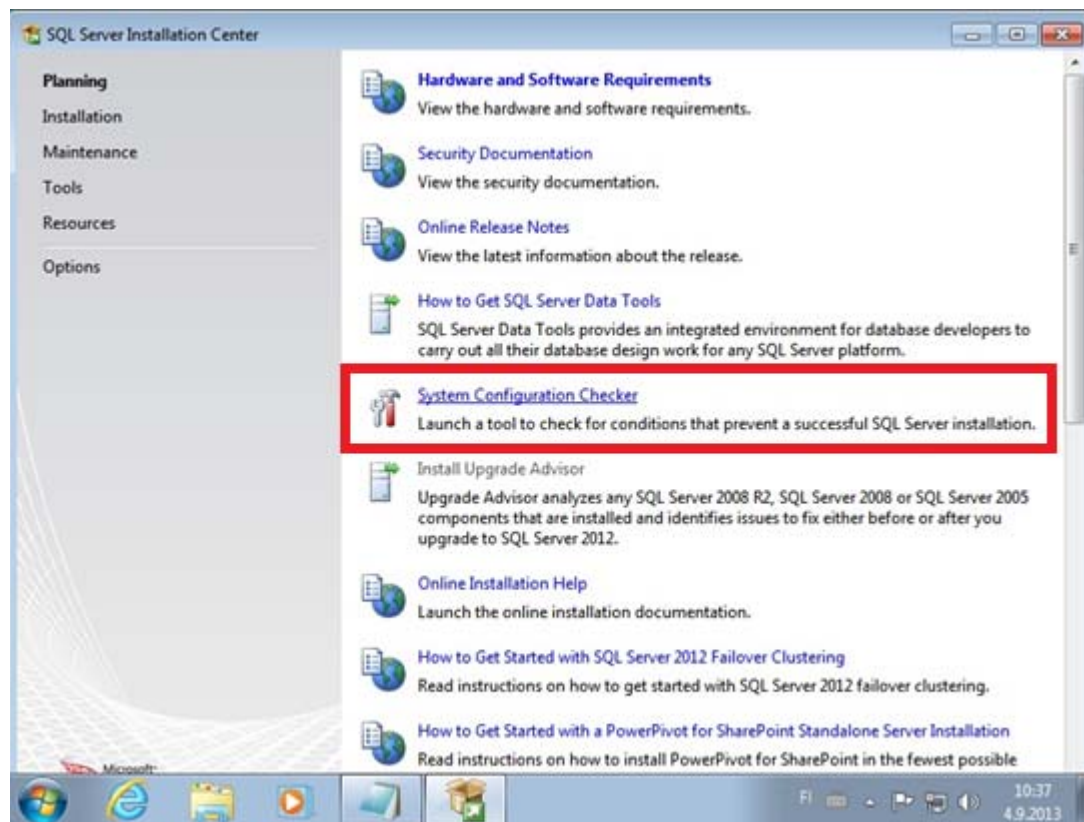 SQL Server Installation Center
Planning
Installation
Maintenance
Tools
Resources
Options
Hardware and Software Requirements
View the hardware and software requirements.
Security Documentation
View the security documentation.
Online Release Notes
View the latest information about the release.
How to Get SQL Server Data Tools
SQL Server Data Tools provides an integrated environment for database developers to
carry out all their database design work for any SQL Server platform.
System Configuration Checker
Launch a tool to check for conditions that prevent a successful SQL Server installation.
Install Upgrade Advisor
Upgrade Advisor analyzes any SQL Server 2008 R2, SQL Server 2008 or SQL Server 2005
components that are installed and identifies issues to fix either before or after you
upgrade to SQL Server 2012.
Online Installation Help
Launch the online installation documentation.
How to Get Started with SQL Server 2012 Failover Clustering
Read instructions on how to get started with SQL Server 2012 failover clustering.
How to Get Started with a PowerPivot for SharePoint Standalone Server Installation
Read instructions on how to install PowerPivot for SharePoint in the fewest possible
Microsoft
FI
10:37
4.9.2013